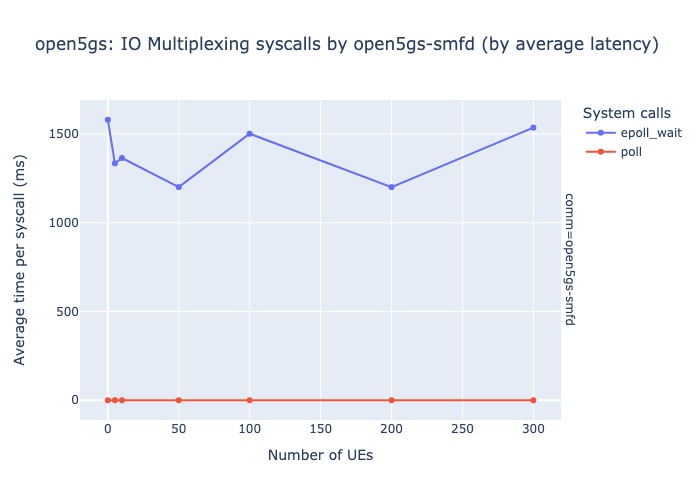 open5gs: IO Multiplexing syscalls by open5gs-smfd (by average latency)
System calls
epoll_wait
poll
Average time per syscall (ms)
1500
1000
500
0
comm=open5gs-smfd
0 50 100 150 200 250 300
Number of UEs